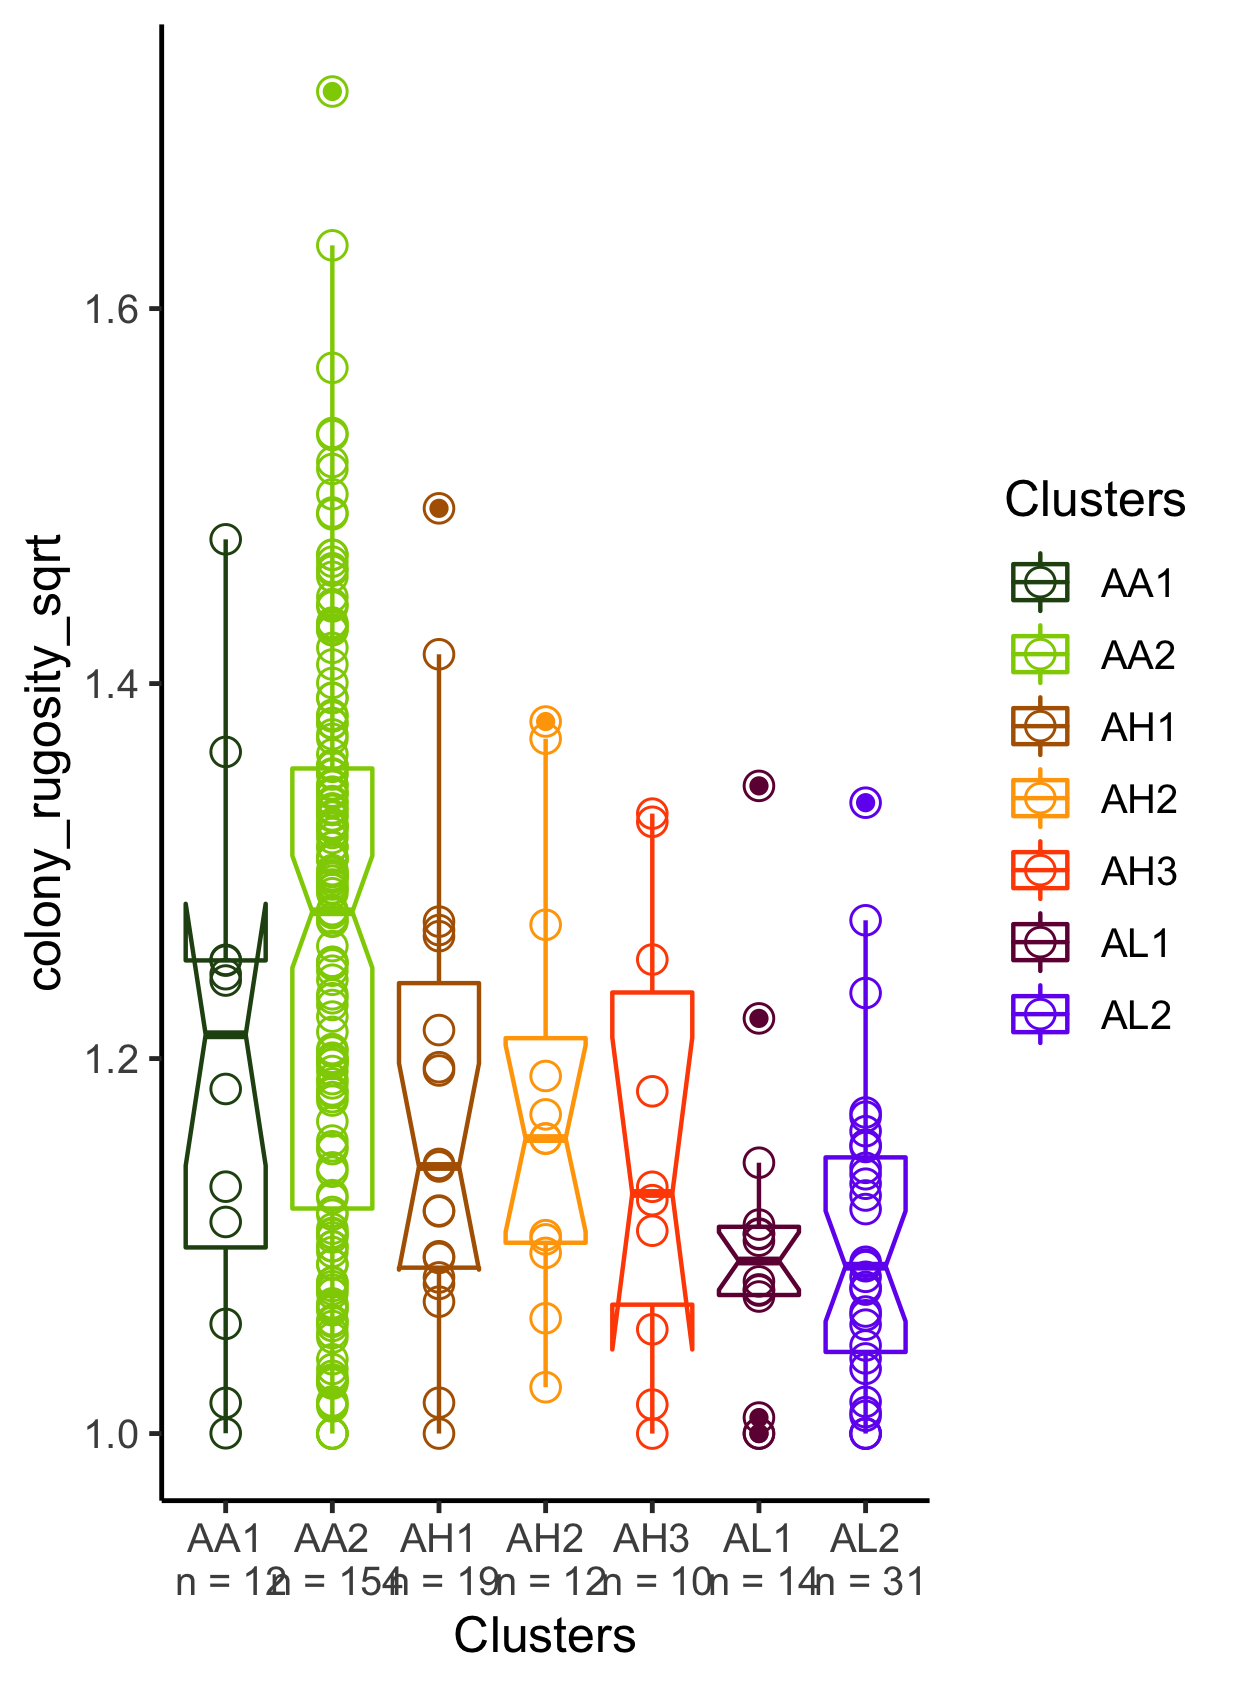 colony_rugosity_sqrt
1.6
1.4
1.2
1.0
AA1 AA2 AH1 AH2 AH3 AL1 AL2
n = 12 n = 154 n = 19 n = 12 n = 10 n = 14 n = 31
Clusters
Clusters
AA1
AA2
AH1
AH2
AH3
AL1
AL2